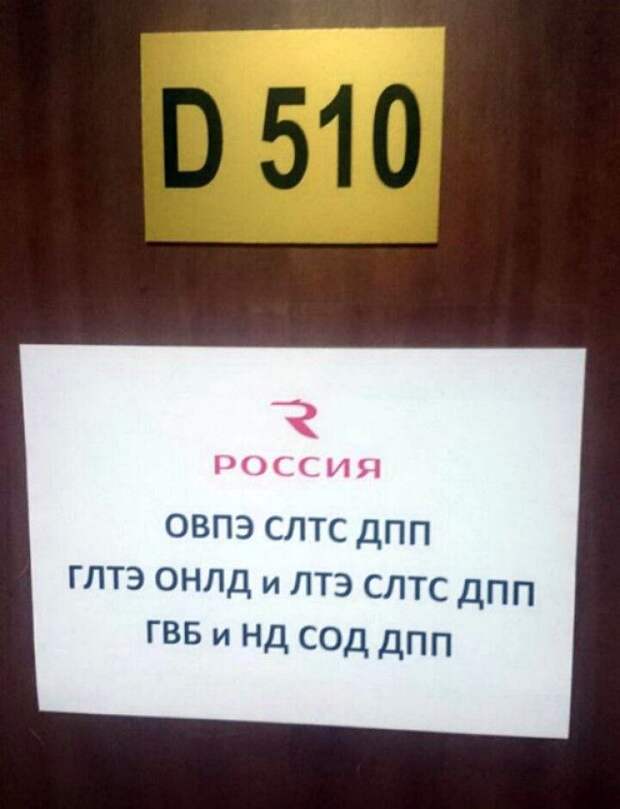 D 510
РОССИЯ
ОВПЭ СЛТС ДПП
ГЛТЭ ОНЛД и ЛТЭ СЛТС ДПП
ГВБ и НД СОД ДПП